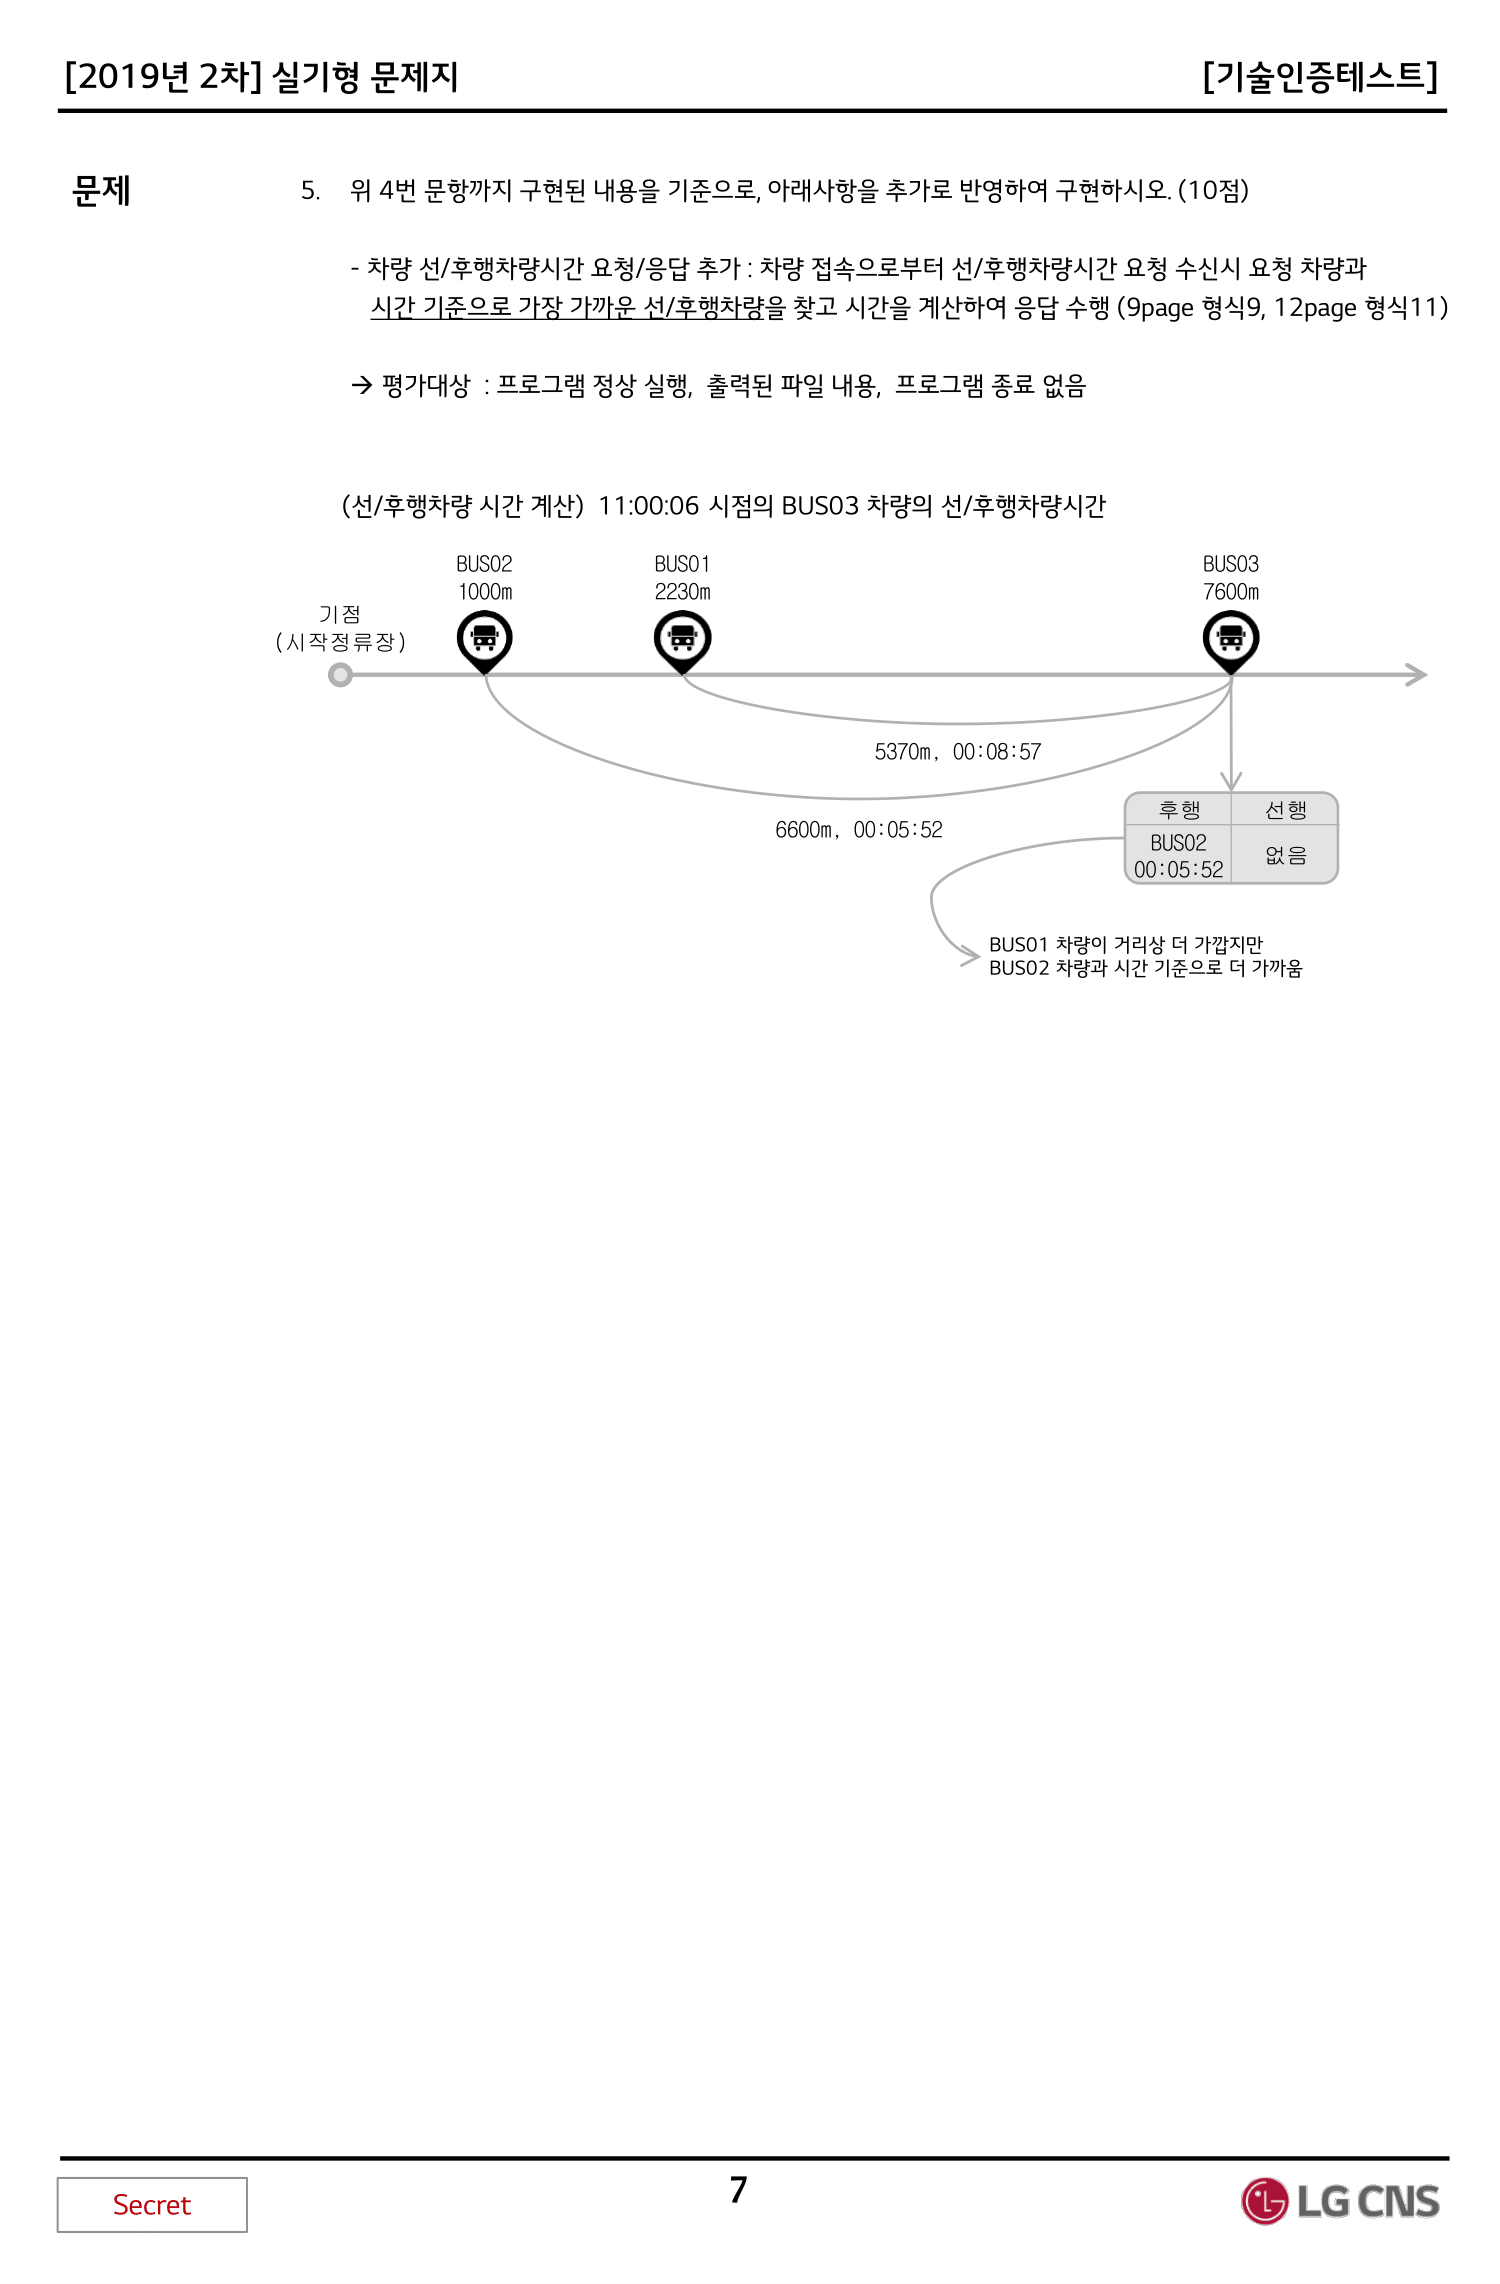 [2019년 2차] 실기형 문제지 [기술인증테스트]
문제
5. 위 4번 문항까지 구현된 내용을 기준으로, 아래사항을 추가로 반영하여 구현하시오. (10점)
- 차량 선/후행차량시간 요청/응답 추가 : 차량 접속으로부터 선/후행차량시간 요청 수신시 요청 차량과
시간 기준으로 가장 가까운 선/후행차량을 찾고 시간을 계산하여 응답 수행 (9page 형식9, 12page 형식11)
→ 평가대상 : 프로그램 정상 실행, 출력된 파일 내용, 프로그램 종료 없음
(선/후행차량 시간 계산) 11:00:06 시점의 BUS03 차량의 선/후행차량시간
BUS02
1000m
BUS01
2230m
BUS03
7600m
기점
(시작정류장)
5370m, 00:08:57
6600m, 00:05:52
후행 선행
BUS02
00:05:52
없음
BUS01 차량이 거리상 더 가깝지만
BUS02 차량과 시간 기준으로 더 가까움
Secret
7
LG CNS